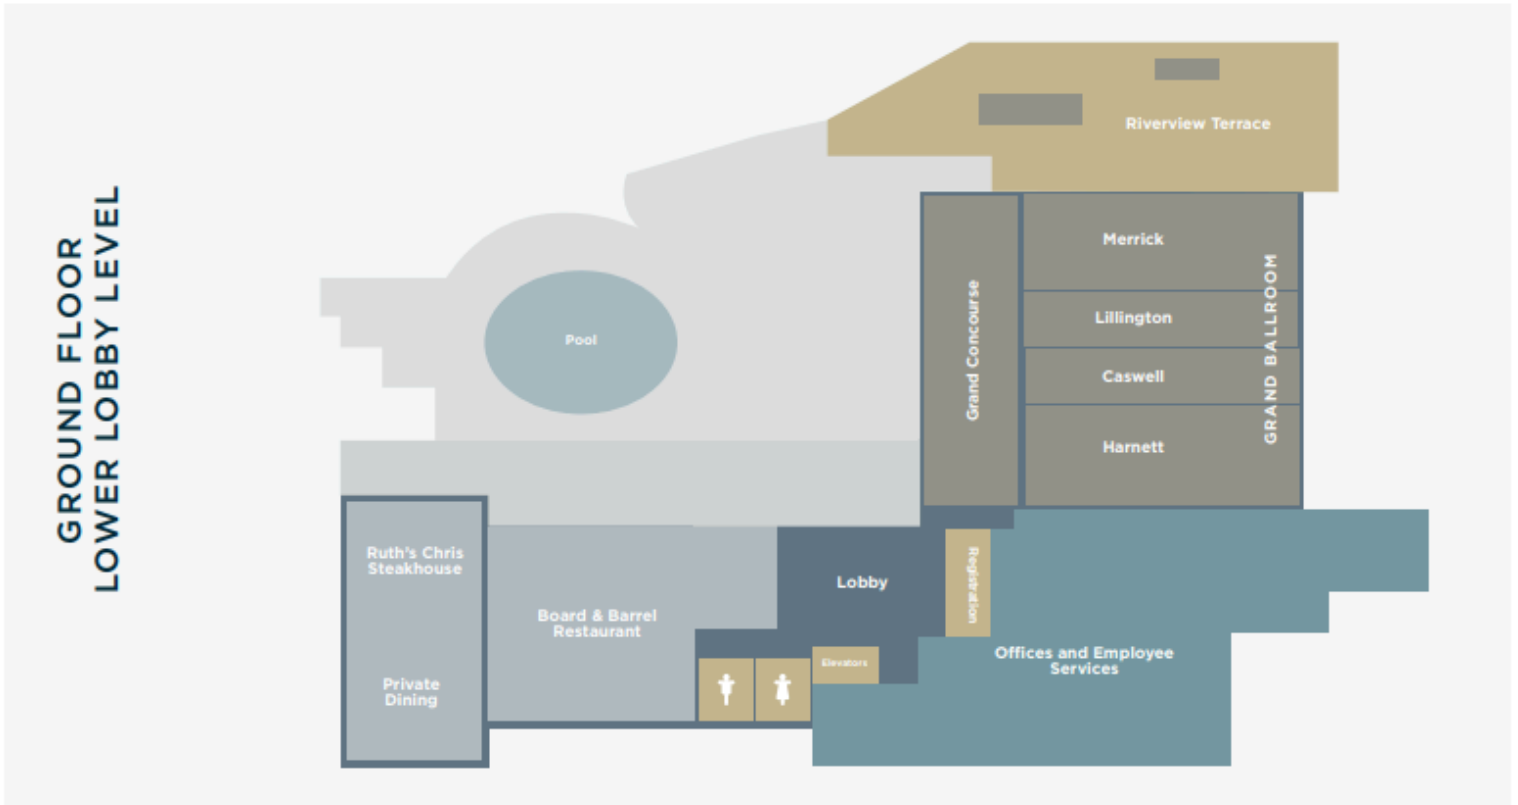 GROUND FLOOR
LOWER LOBBY LEVEL
Riverview Terrace
Merrick
Lillington
Caswell
Harnett
GRAND BALLROOM
Grand Concourse
Pool
Ruth's Chris
Steakhouse
Private
Dining
Board & Barrel
Restaurant
Lobby
Registration
Elevators
Offices and Employee
Services